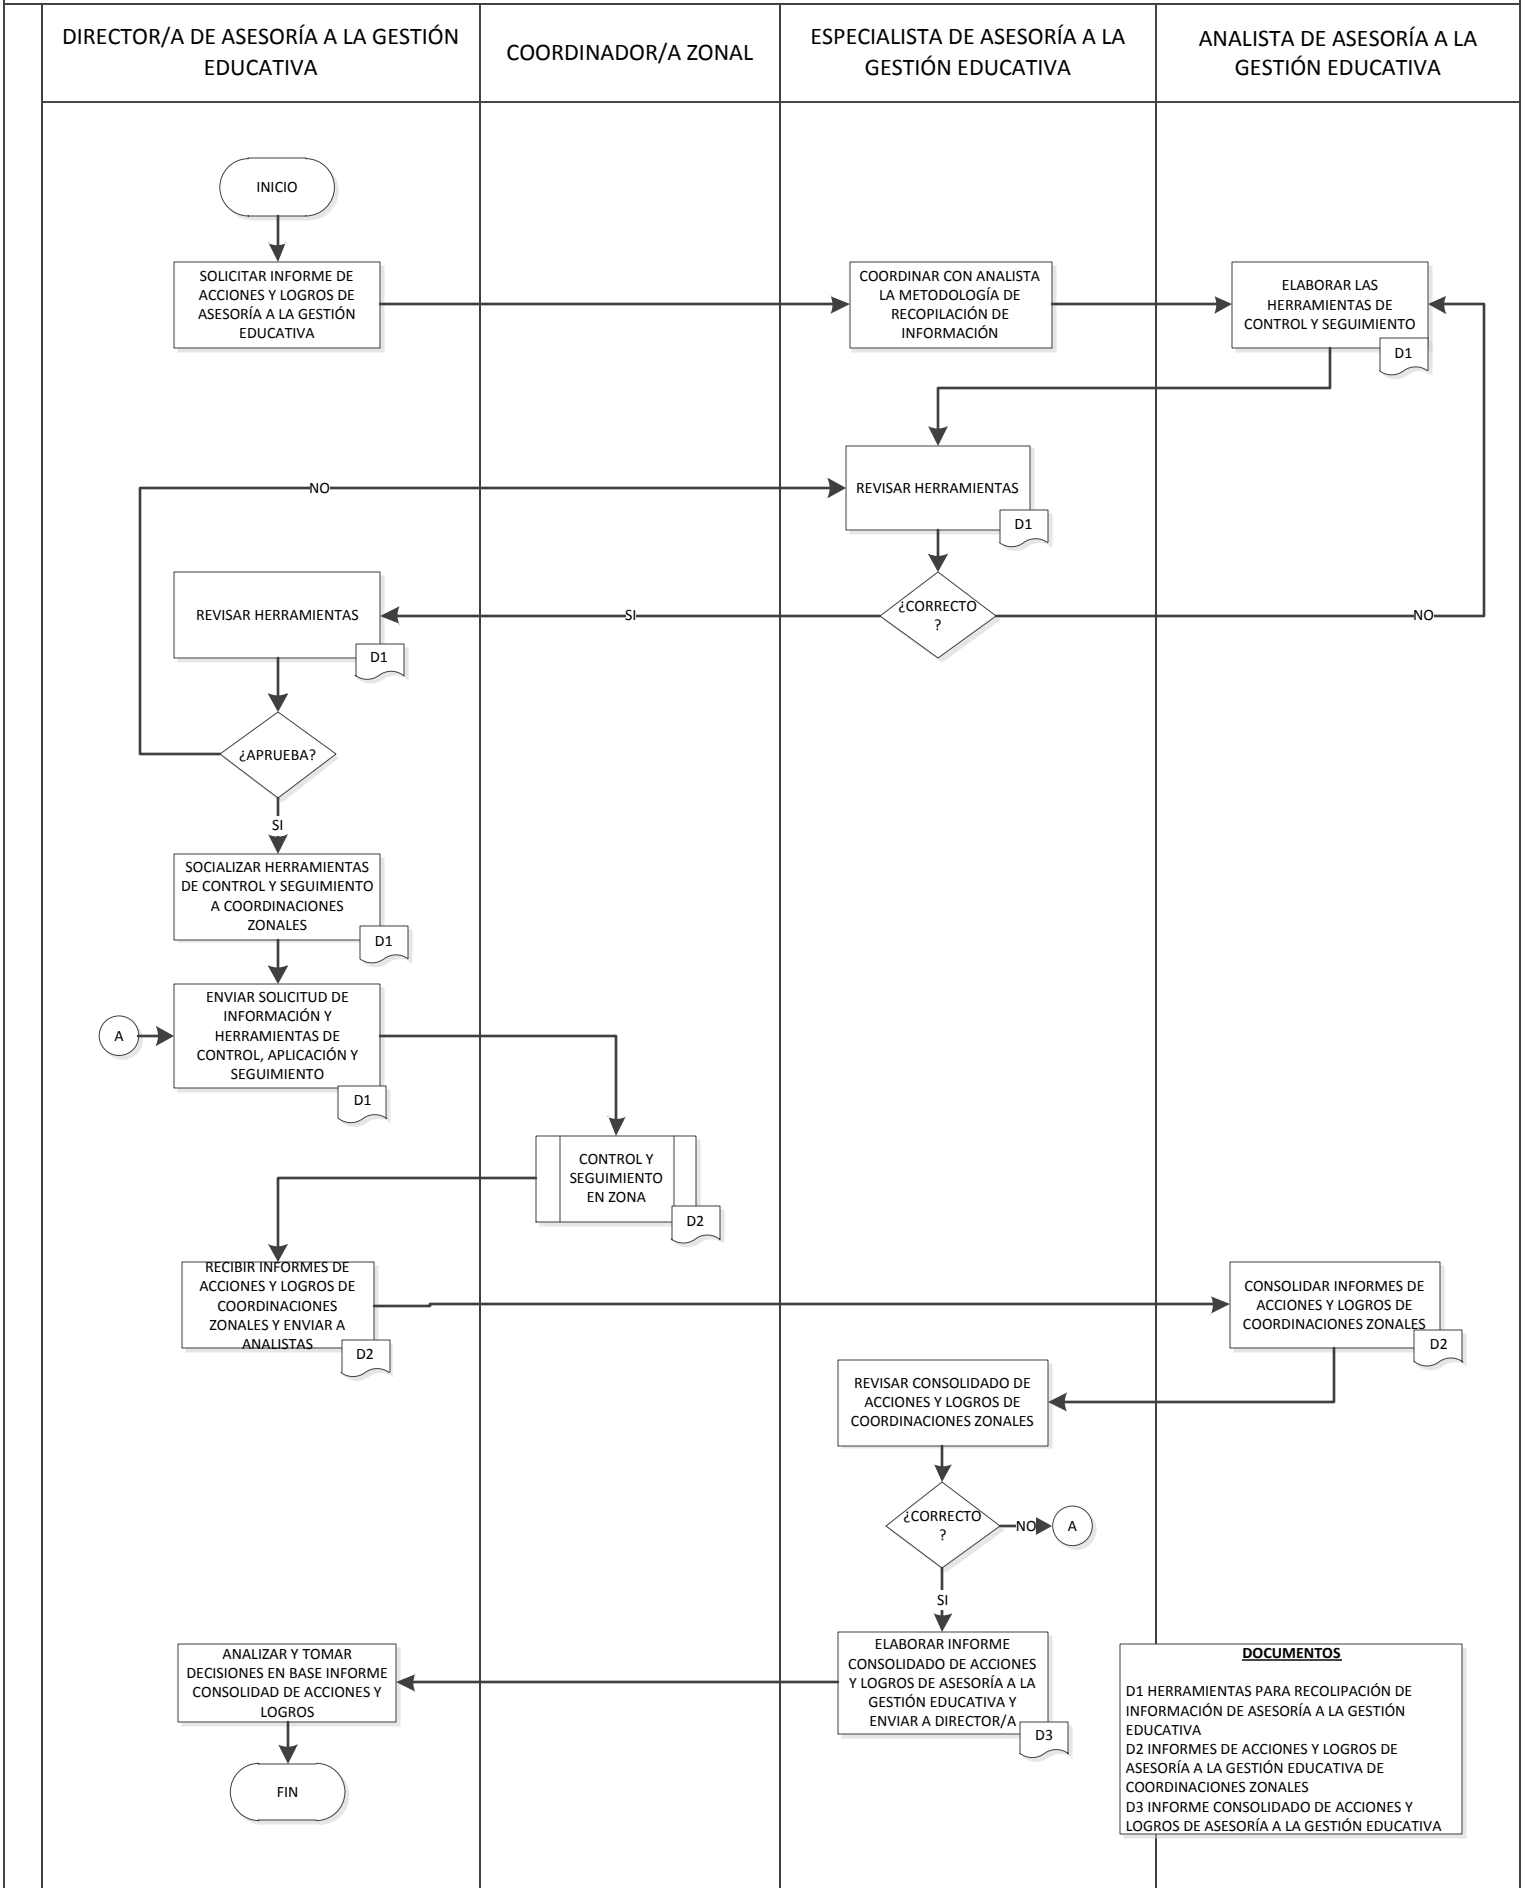 DIRECTOR/A DE ASESORÍA A LA GESTIÓN
EDUCATIVA
COORDINADOR/A ZONAL
ESPECIALISTA DE ASESORÍA A LA
GESTIÓN EDUCATIVA
ANALISTA DE ASESORÍA A LA
GESTIÓN EDUCATIVA
INICIO
SOLICITAR INFORME DE
ACCIONES Y LOGROS DE
ASESORÍA A LA GESTIÓN
EDUCATIVA
COORDINAR CON ANALISTA
LA METODOLOGÍA DE
RECOPILACIÓN DE
INFORMACIÓN
ELABORAR LAS
HERRAMIENTAS DE
CONTROL Y SEGUIMIENTO
D1
REVISAR HERRAMIENTAS
D1
NO
¿CORRECTO
?
SI
NO
REVISAR HERRAMIENTAS
D1
¿APRUEBA?
SI
SOCIALIZAR HERRAMIENTAS
DE CONTROL Y SEGUIMIENTO
A COORDINACIONES
ZONALES
D1
A
ENVIAR SOLICITUD DE
INFORMACIÓN Y
HERRAMIENTAS DE
CONTROL, APLICACIÓN Y
SEGUIMIENTO
D1
CONTROL Y
SEGUIMIENTO
EN ZONA
D2
RECIBIR INFORMES DE
ACCIONES Y LOGROS DE
COORDINACIONES
ZONALES Y ENVIAR A
ANALISTAS
D2
CONSOLIDAR INFORMES DE
ACCIONES Y LOGROS DE
COORDINACIONES ZONALES
D2
REVISAR CONSOLIDADO DE
ACCIONES Y LOGROS DE
COORDINACIONES ZONALES
¿CORRECTO
?
NO
A
SI
ELABORAR INFORME
CONSOLIDADO DE ACCIONES
Y LOGROS DE ASESORÍA A LA
GESTIÓN EDUCATIVA Y
ENVIAR A DIRECTOR/A
D3
ANALIZAR Y TOMAR
DECISIONES EN BASE INFORME
CONSOLIDAD DE ACCIONES Y
LOGROS
FIN
DOCUMENTOS
D1 HERRAMIENTAS PARA RECOLIPACIÓN DE
INFORMACIÓN DE ASESORÍA A LA GESTIÓN
EDUCATIVA
D2 INFORMES DE ACCIONES Y LOGROS DE
ASESORÍA A LA GESTIÓN EDUCATIVA DE
COORDINACIONES ZONALES
D3 INFORME CONSOLIDADO DE ACCIONES Y
LOGROS DE ASESORÍA A LA GESTIÓN EDUCATIVA